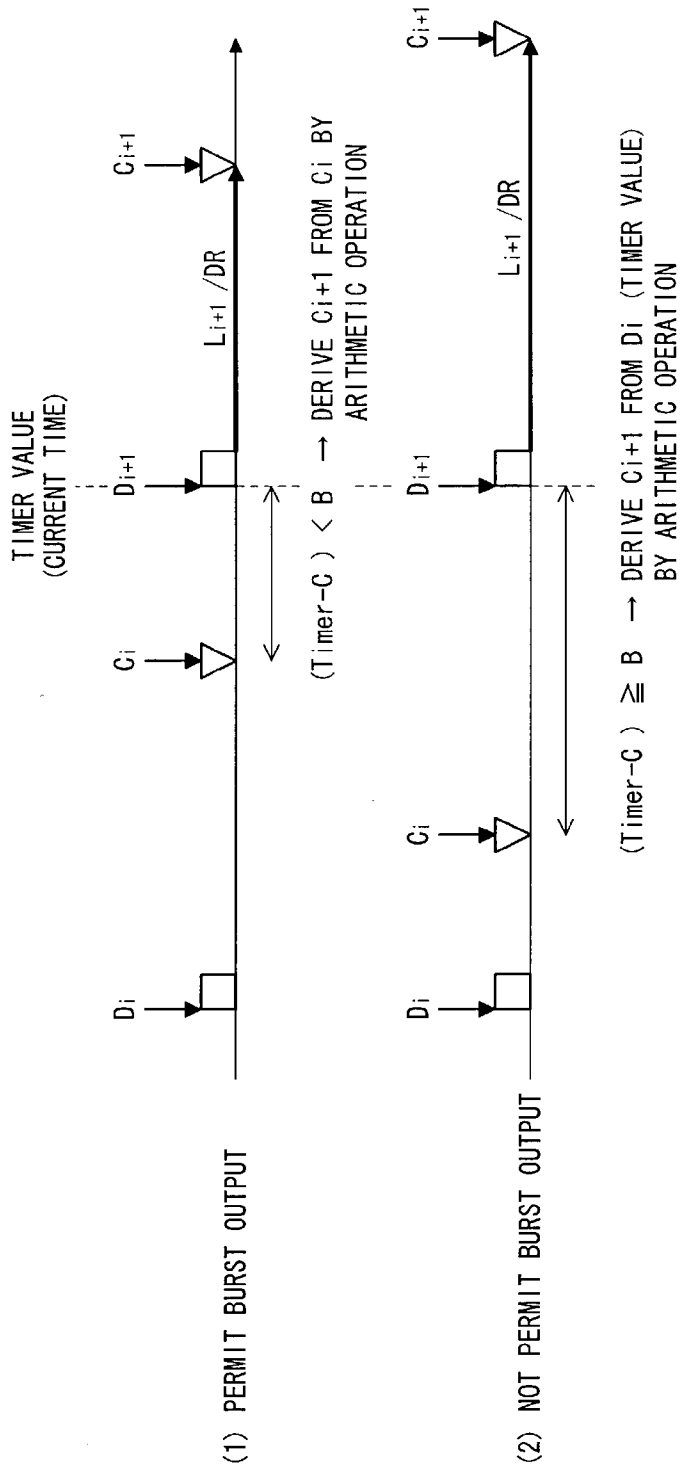 TIMER VALUE
(CURRENT TIME)
(1) PERMIT BURST OUTPUT
Di
Ci
Di+1
Ci+1
Li+1 /DR
(Timer-C) < B → DERIVE Ci+1 FROM Ci BY
ARITHMETIC OPERATION
(2) NOT PERMIT BURST OUTPUT
Di
Ci
Di+1
Ci+1
Li+1 /DR
(Timer-C) ≧ B → DERIVE Ci+1 FROM Di (TIMER VALUE)
BY ARITHMETIC OPERATION